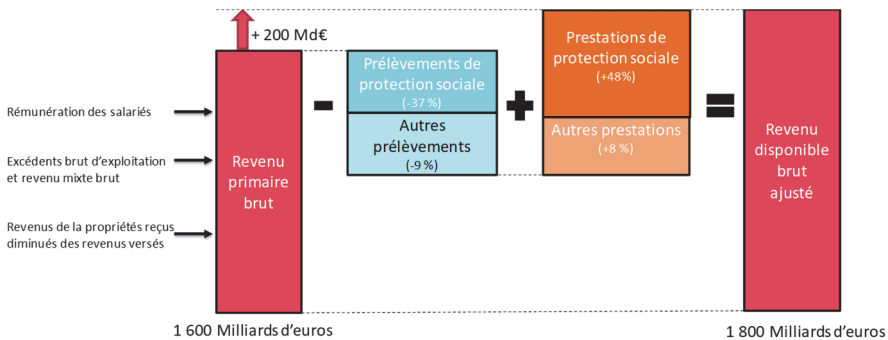 + 200 Md€
Rémunération des salariés
Excédents brut d'exploitation
et revenu mixte brut
Revenus de la propriétés reçus
diminués des revenus versés
Revenu
primaire
brut
1 600 Milliards d'euros
Prélèvements de
protection sociale
(-37 %)
Autres
prélèvements
(-9 %)
Prestations de
protection sociale
(+48%)
Autres prestations
(+8 %)
Revenu
disponible
brut
ajusté
1 800 Milliards d'euros